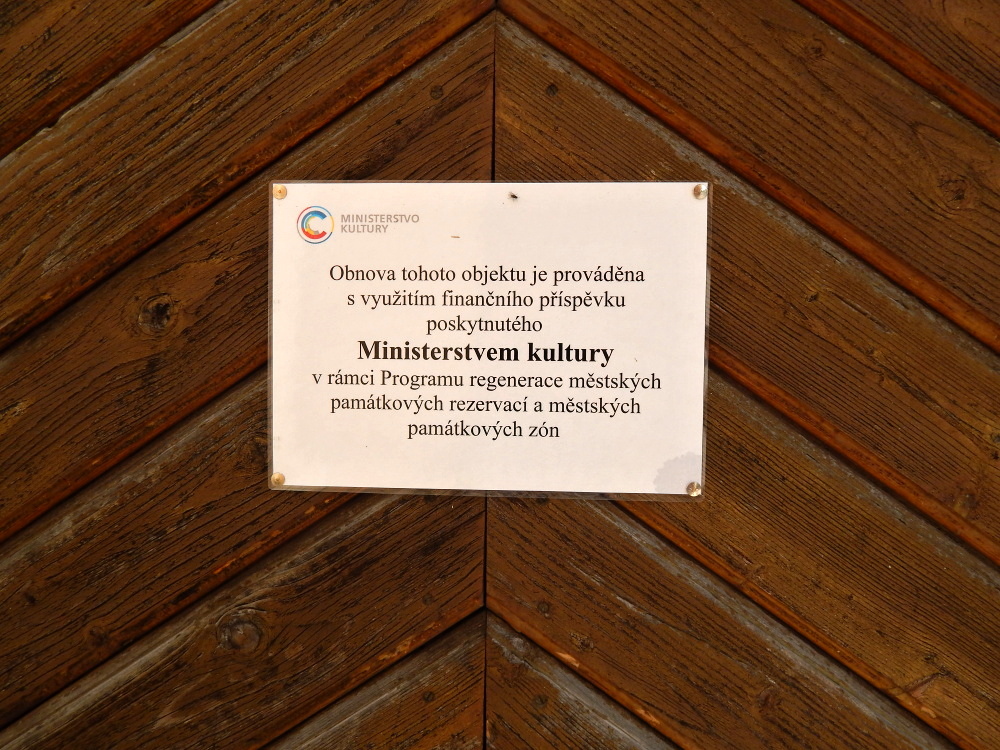 MINISTERSTVO
KULTURY
Obnova tohoto objektu je prováděna
s využitím finančního příspěvku
poskytnutého
Ministerstvem kultury
v rámci Programu regenerace městských
památkových rezervací a městských
památkových zón